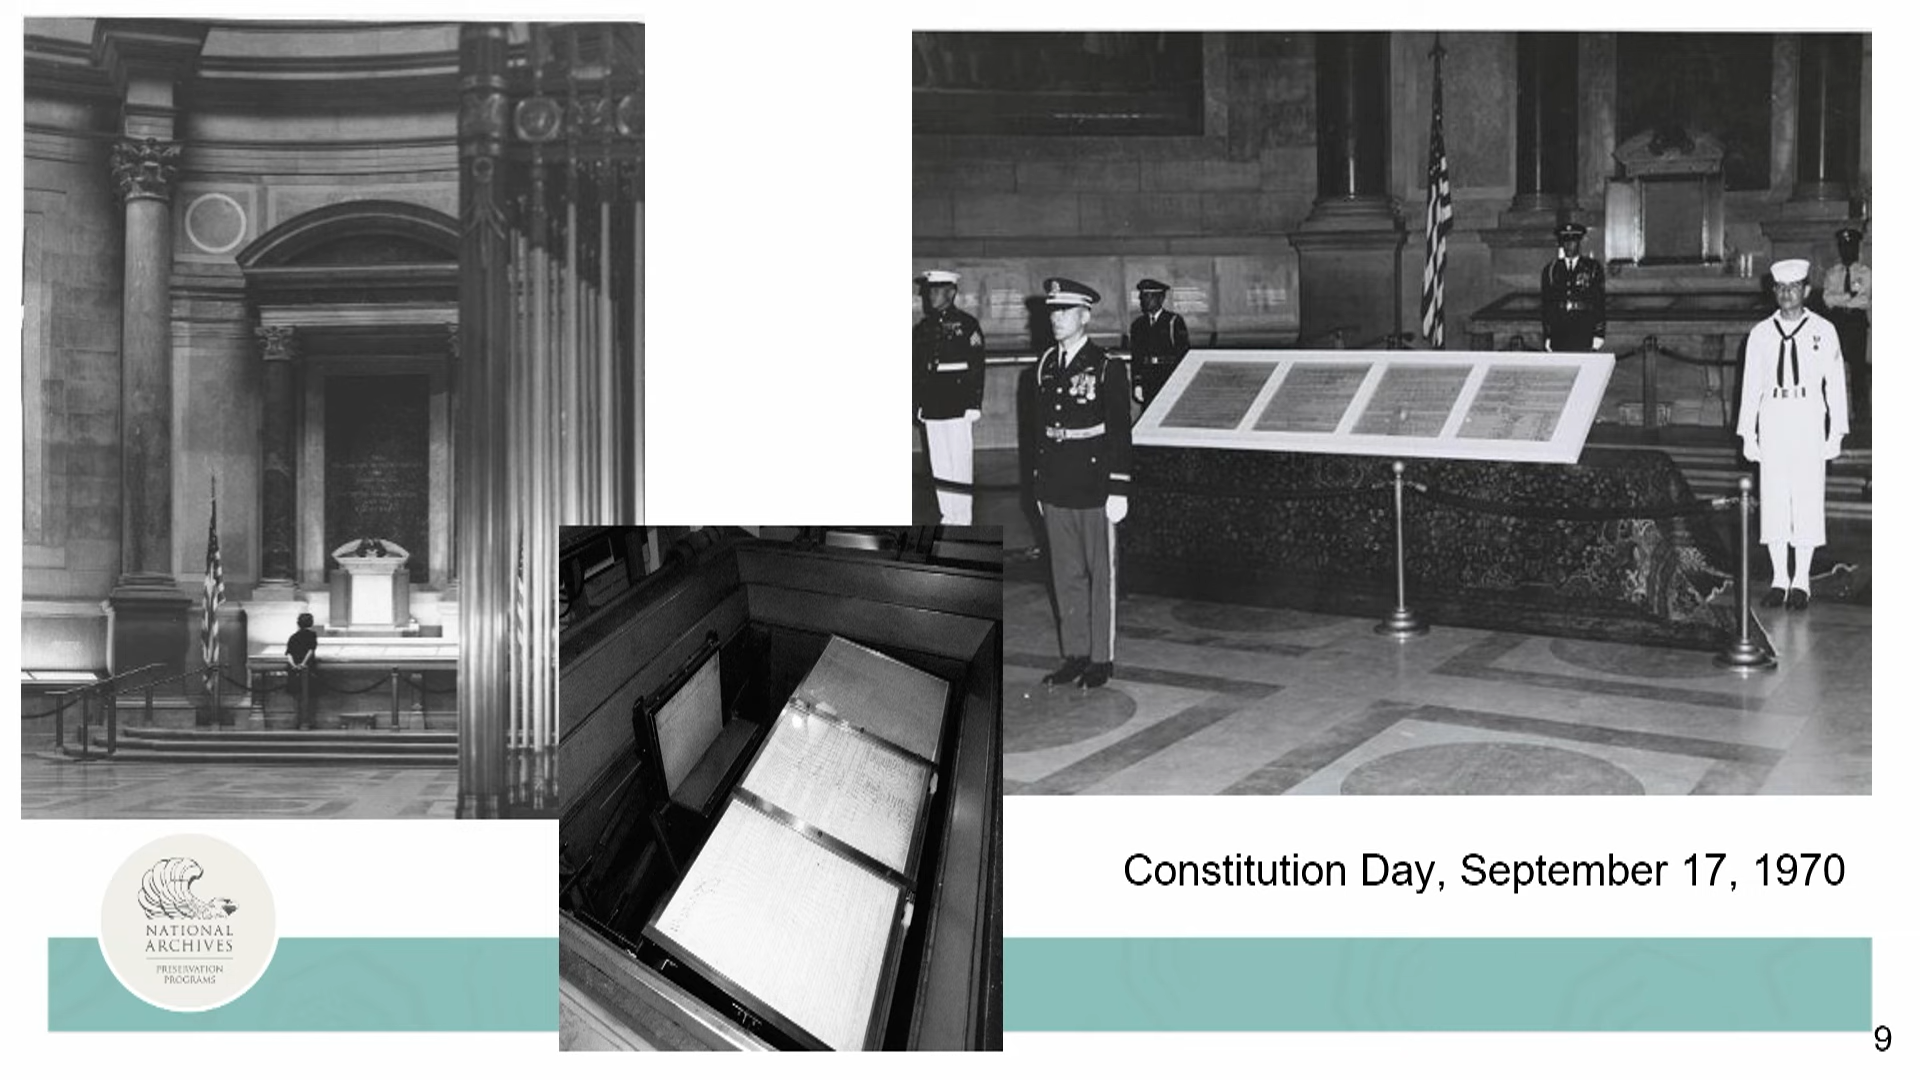 Constitution Day, September 17, 1970
NATIONAL
ARCHIVES
PRESERVATION
PROGRAMS
9